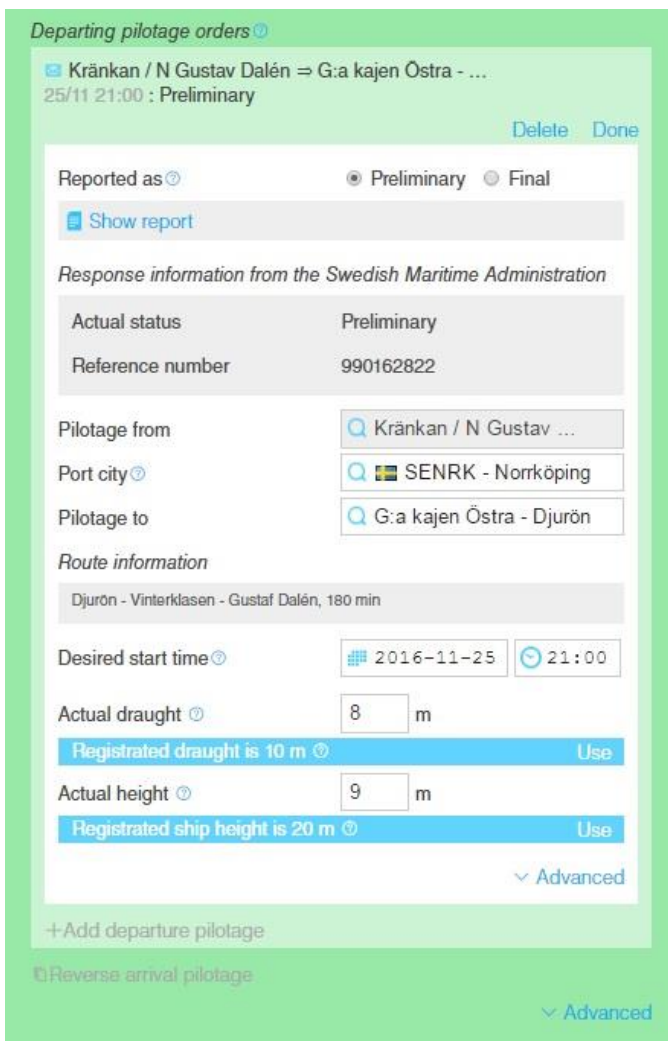 Departing pilotage orders
Kränkan / N Gustav Dalén ⇒ G:a kajen Östra - ...
25/11 21:00 : Preliminary
Delete Done
Reported as Preliminary Final
Show report
Response information from the Swedish Maritime Administration
Actual status Preliminary
Reference number 990162822
Pilotage from Kränkan / N Gustav ...
Port city SENRK - Norrköping
Pilotage to G:a kajen Östra - Djurön
Route information
Djurön - Vinterklasen - Gustaf Dalén, 180 min
Desired start time 2016-11-25 21:00
Actual draught 8 m
Registrated draught is 10 m Use
Actual height 9 m
Registrated ship height is 20 m Use
Advanced
+Add departure pilotage
Reverse arrival pilotage
Advanced